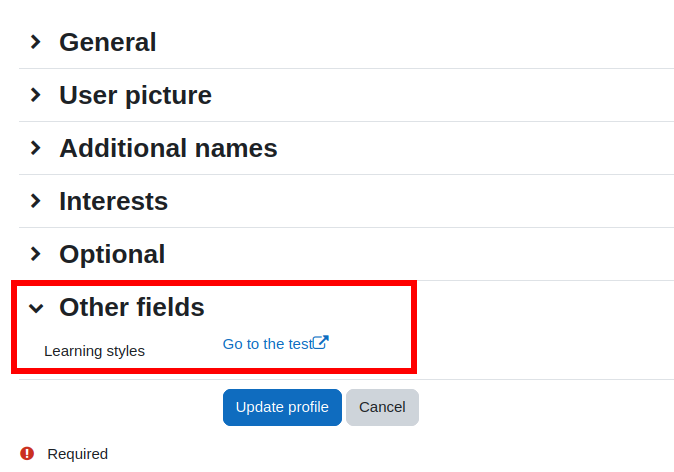 General
User picture
Additional names
Interests
Optional
Other fields
Learning styles Go to the test
Update profile Cancel
Required